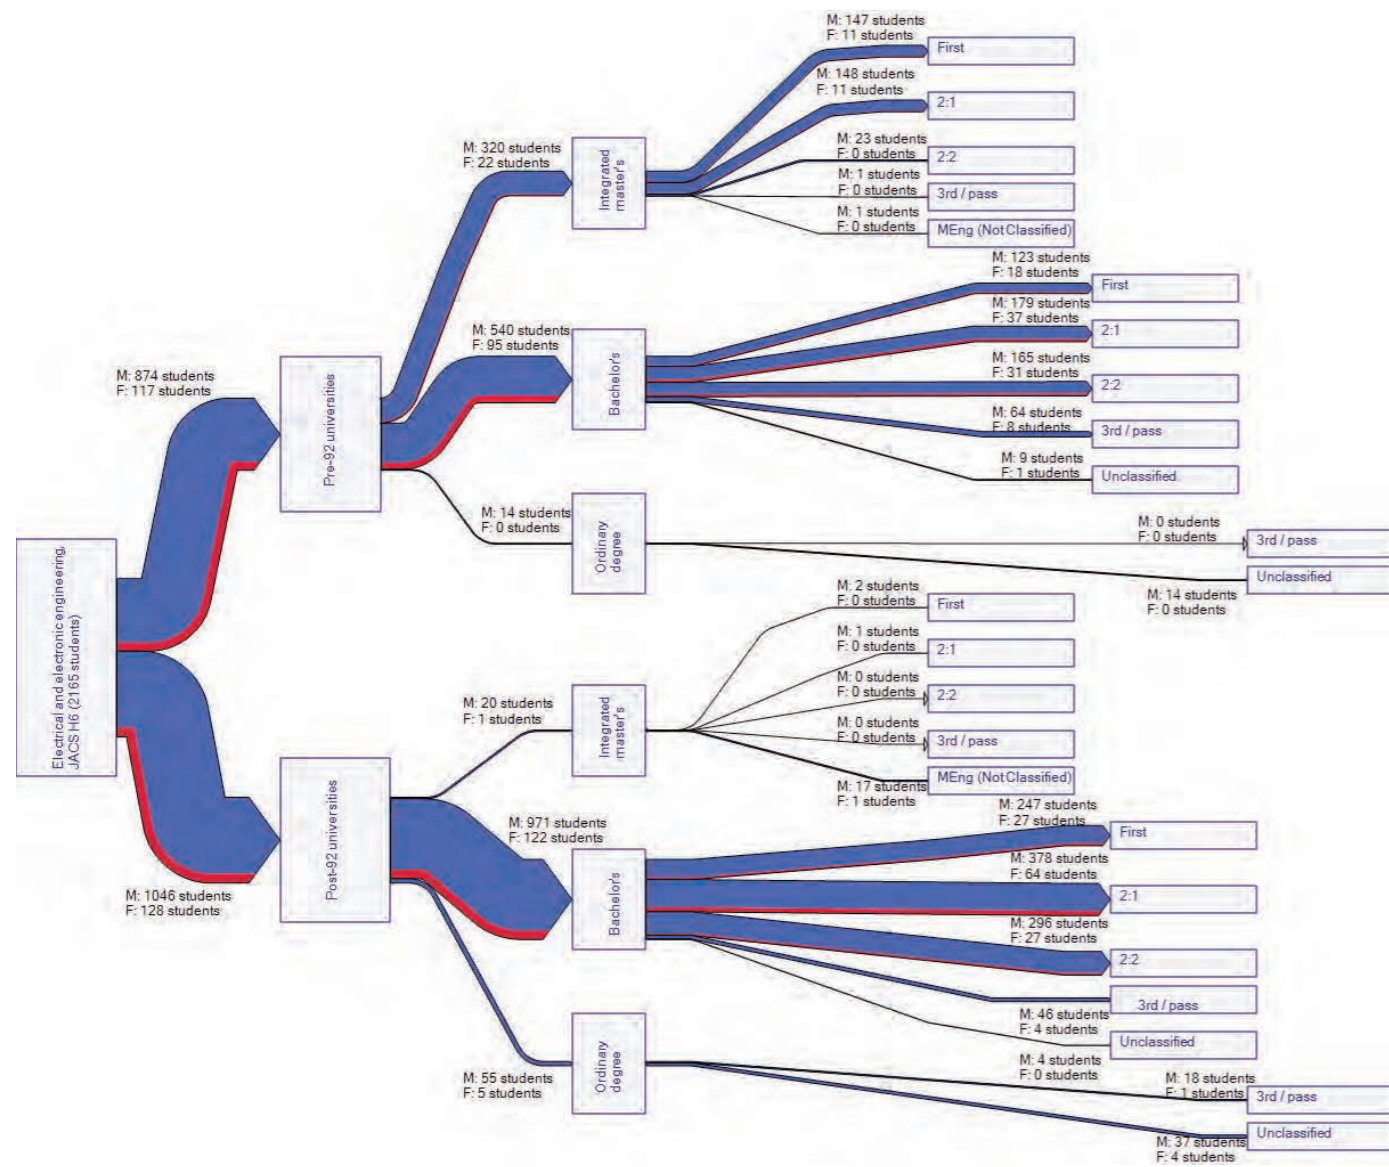 Electrical and electronic engineering,
JACS H6 (2165 students)
M: 874 students
F: 117 students
Pre-92 universities
M: 320 students
F: 22 students
Integrated
master's
M: 147 students
F: 11 students
First
M: 148 students
F: 11 students
2:1
M: 23 students
F: 0 students
2:2
M: 1 students
F: 0 students
3rd / pass
M: 1 students
F: 0 students
MEng (Not Classified)
M: 540 students
F: 95 students
Bachelor's
M: 123 students
F: 18 students
First
M: 179 students
F: 37 students
2:1
M: 165 students
F: 31 students
2:2
M: 64 students
F: 8 students
3rd / pass
M: 9 students
F: 1 students
Unclassified
M: 14 students
F: 0 students
Ordinary
degree
M: 0 students
F: 0 students
3rd / pass
Unclassified
M: 14 students
F: 0 students
M: 1046 students
F: 128 students
Post-92 universities
M: 20 students
F: 1 students
Integrated
master's
M: 2 students
F: 0 students
First
M: 1 students
F: 0 students
2:1
M: 0 students
F: 0 students
2:2
M: 0 students
F: 0 students
3rd / pass
MEng (Not Classified)
M: 17 students
F: 1 students
M: 971 students
F: 122 students
Bachelor's
M: 247 students
F: 27 students
First
M: 378 students
F: 64 students
2:1
M: 296 students
F: 27 students
2:2
3rd / pass
M: 46 students
F: 4 students
Unclassified
M: 4 students
F: 0 students
M: 55 students
F: 5 students
Ordinary
degree
M: 18 students
F: 1 students
3rd / pass
Unclassified
M: 37 students
F: 4 students